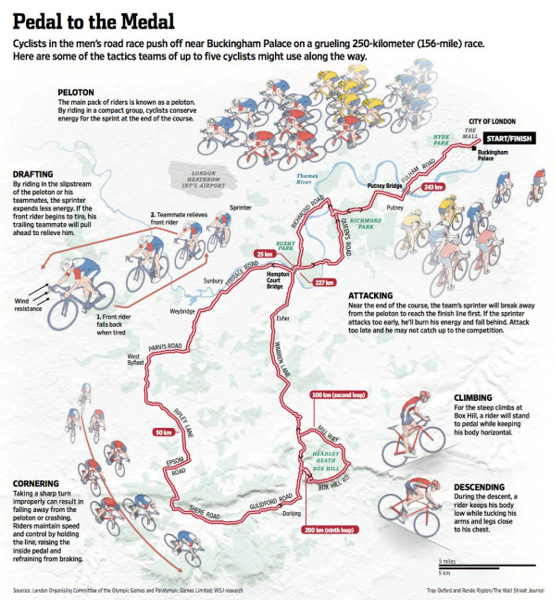 Pedal to the Medal
Cyclists in the men's road race push off near Buckingham Palace on a grueling 250-kilometer (156-mile) race.
Here are some of the tactics teams of up to five cyclists might use along the way.
PELOTON
The main pack of riders is known as a peloton.
By riding in a compact group, cyclists conserve
energy for the sprint at the end of the course.
CITY OF LONDON
THE
MALL
START/FINISH
HYDE
PARK
Buckingham
Palace
LONDON
HEATHROW
INT'L AIRPORT
Thames
River
FULHAM ROAD
Putney Bridge
243 km
Putney
RICHMOND ROAD
RICHMOND
PARK
QUEEN'S ROAD
DRAFTING
By riding in the slipstream
of the peloton or his
teammates, the sprinter
expends less energy. If the
front rider begins to tire, his
trailing teammate will pull
ahead to relieve him.
2. Teammate relieves
front rider
Sprinter
BUSHY
PARK
25 km
TERRACE ROAD
Hampton
Court
Bridge
227 km
Sunbury
Wind
resistance
1. Front rider
falls back
when tired
Weybridge
Esher
ATTACKING
Near the end of the course, the team's sprinter will break away
from the peloton to reach the finish line first. If the sprinter
attacks too early, he'll burn his energy and fall behind. Attack
too late and he may not catch up to the competition.
PARVIS ROAD
West
Byfleet
WARREN LANE
100 km (second loop)
RIPLEY LANE
50 km
MILL WAY
HEADLEY
HEATH
BOX HILL
BOX HILL RD
EPSOM
ROAD
SHERE ROAD
GUILDFORD ROAD
Dorking
200 km (ninth loop)
CLIMBING
For the steep climbs at
Box Hill, a rider will stand
to pedal while keeping
his body horizontal.
DESCENDING
During the descent, a
rider keeps his body
low while tucking his
arms and legs close
to his chest.
CORNERING
Taking a sharp turn
improperly can result in
falling away from the
peloton or crashing.
Riders maintain speed
and control by holding
the line, raising the
inside pedal and
refraining from braking.
5 miles
5 km
Sources: London Organising Committee of the Olympic Games and Paralympic Games Limited; WSJ research
Troy Oxford and Renée Rigdon/The Wall Street Journal